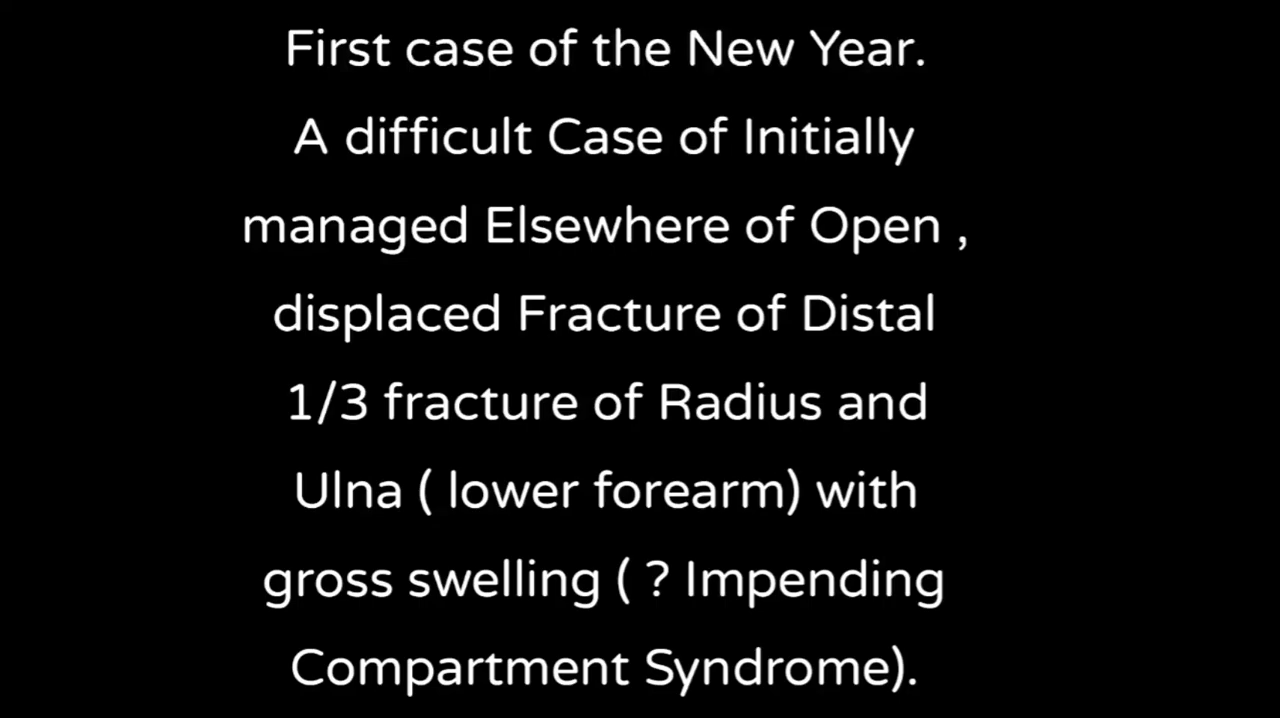 First case of the New Year.
A difficult Case of Initially
managed Elsewhere of Open ,
displaced Fracture of Distal
1/3 fracture of Radius and
Ulna ( lower forearm) with
gross swelling ( ? Impending
Compartment Syndrome).